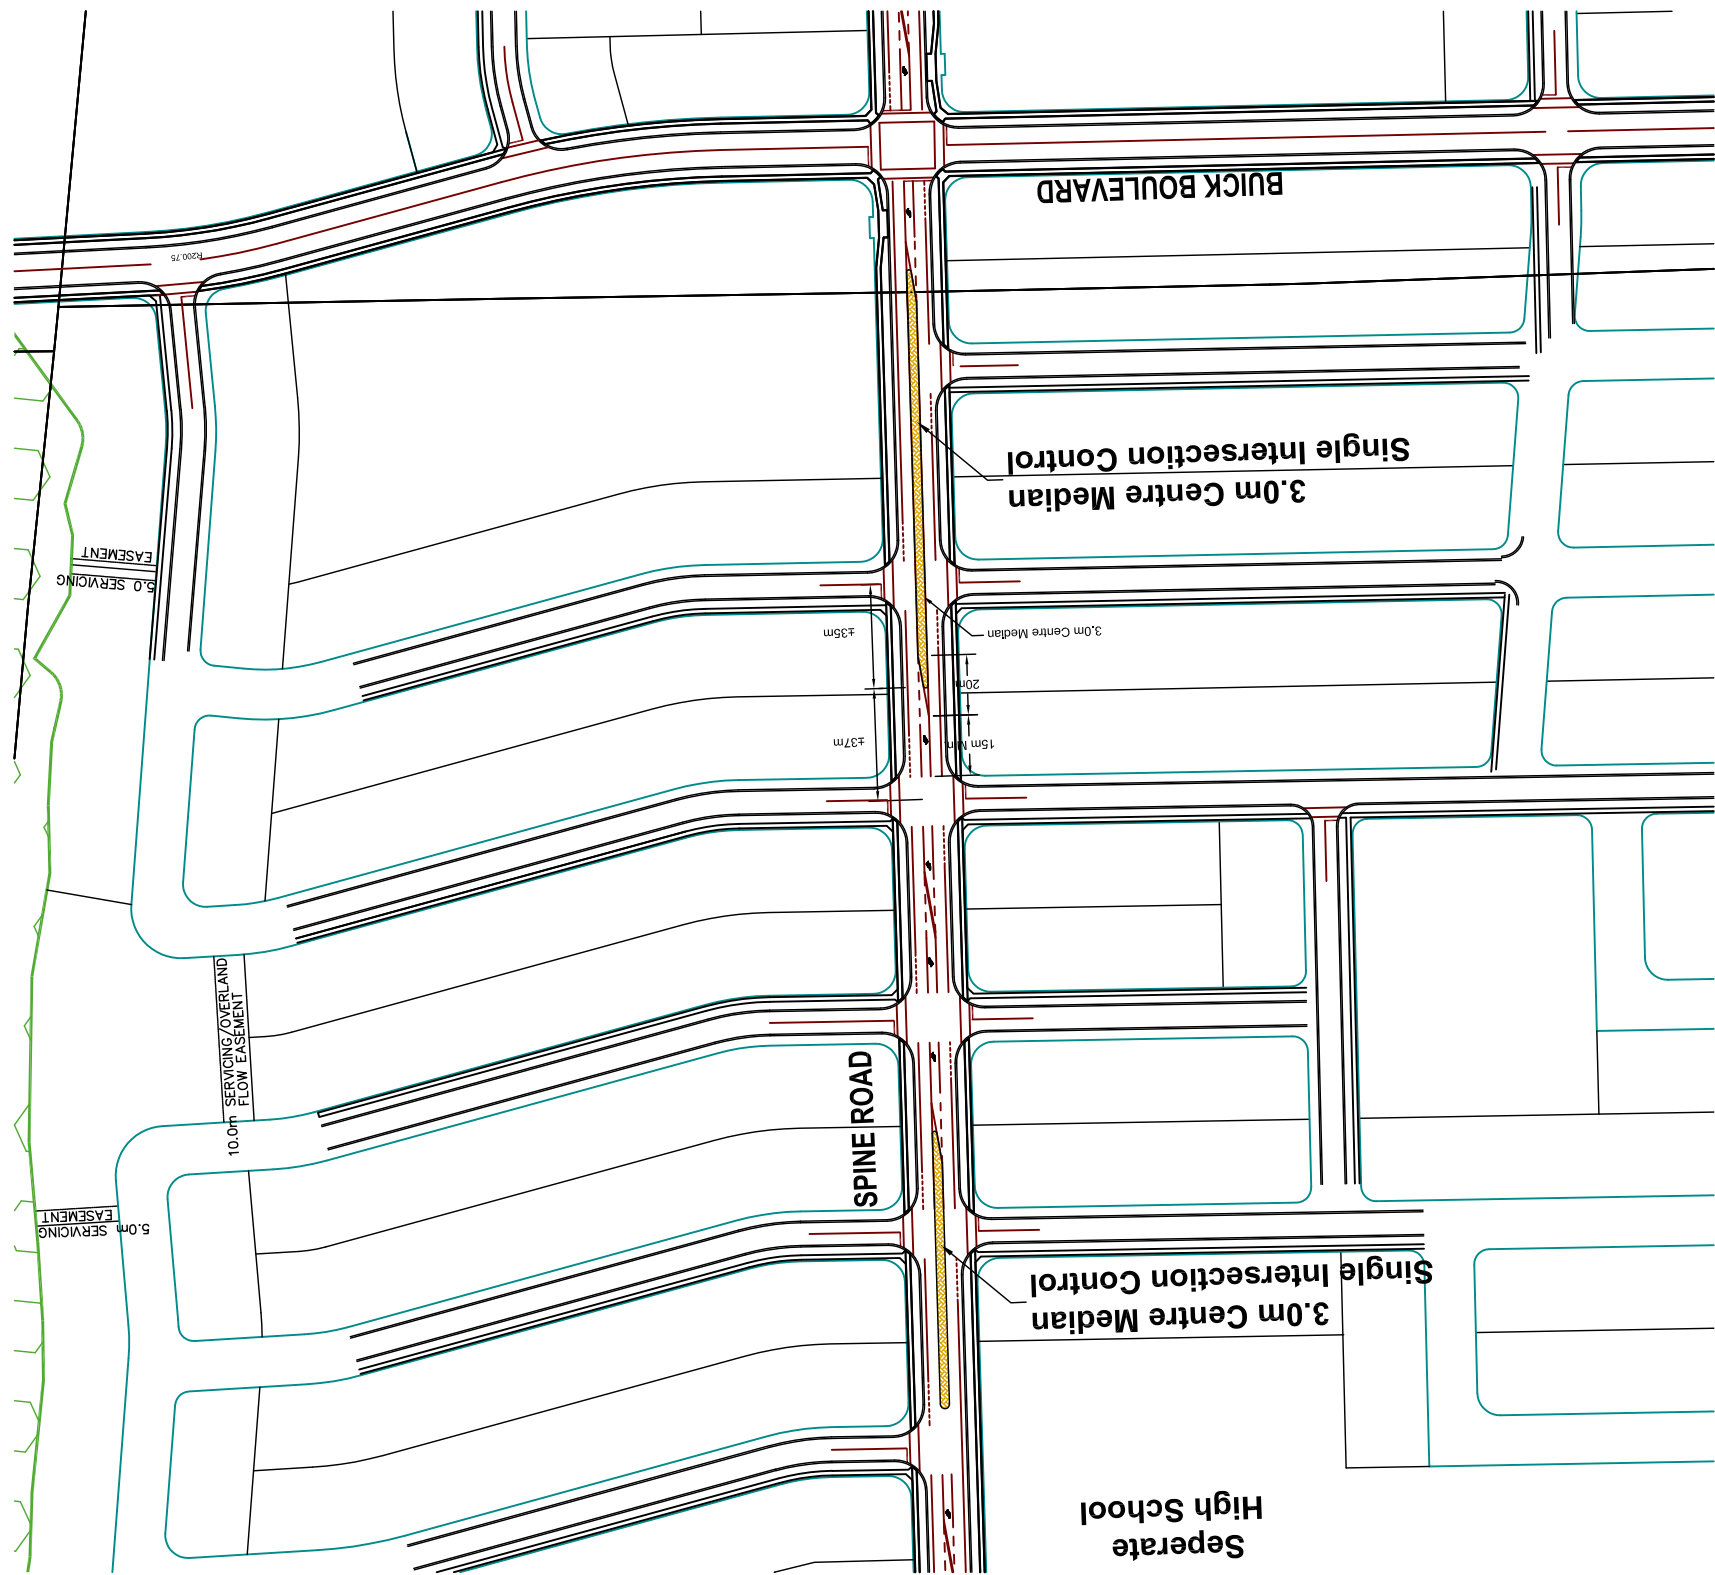 Seperate
High School
3.0m Centre Median
Single Intersection Control
5.0m SERVICING
EASEMENT
SPINE ROAD
10.0m SERVICING/OVERLAND
FLOW EASEMENT
15m Min.
±37m
20m
±35m
3.0m Centre Median
5.0 SERVICING
EASEMENT
3.0m Centre Median
Single Intersection Control
R200.75
BUICK BOULEVARD